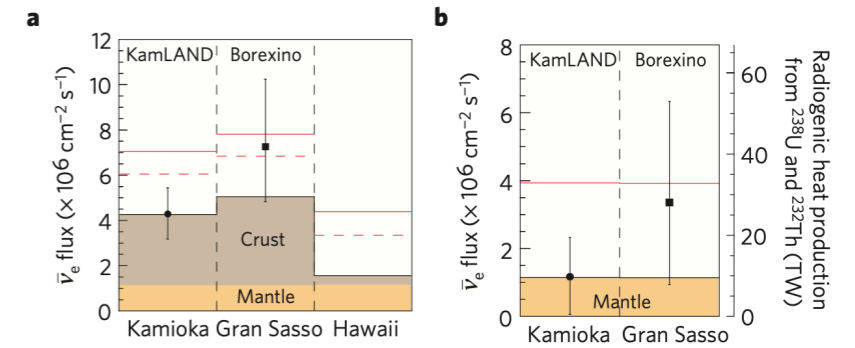 a
12
10
8
6
4
2
0
ν̅e flux (× 10⁶ cm⁻² s⁻¹)
KamLAND
Borexino
Crust
Mantle
Kamioka Gran Sasso Hawaii
b
8
6
4
2
0
ν̅e flux (× 10⁶ cm⁻² s⁻¹)
KamLAND
Borexino
Mantle
Kamioka Gran Sasso
60
40
20
0
Radiogenic heat production
from ²³⁸U and ²³²Th (TW)